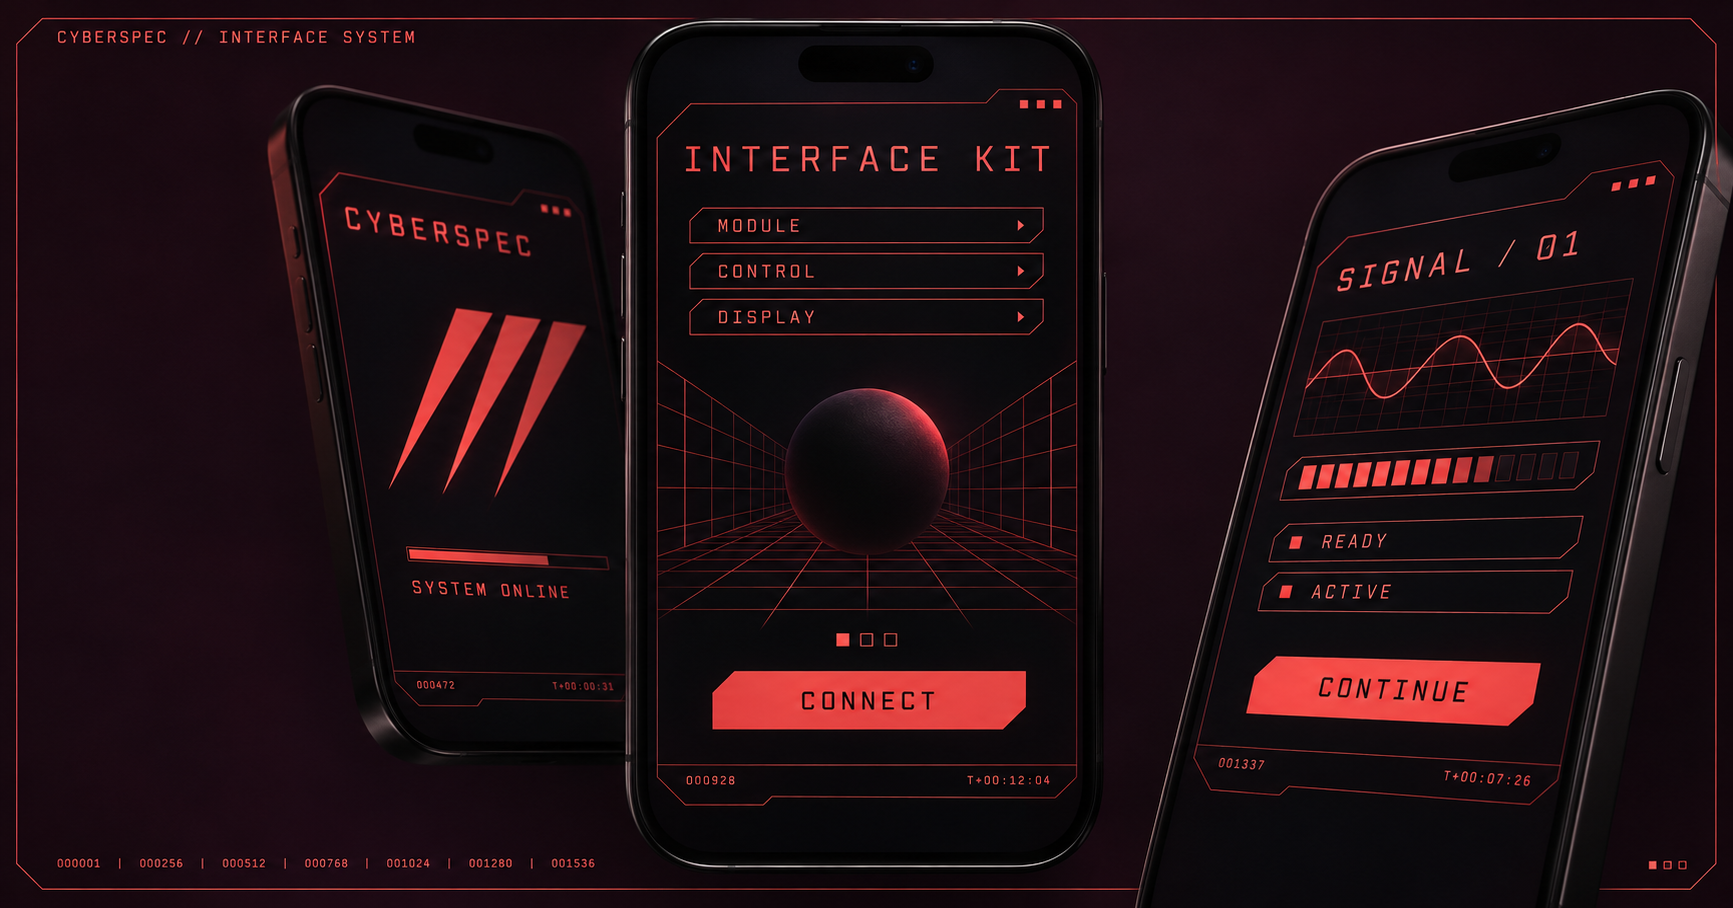 CYBERSPEC // INTERFACE SYSTEM
CYBERSPEC
SYSTEM ONLINE
000472
T+00:00:31
INTERFACE KIT
MODULE
CONTROL
DISPLAY
CONNECT
000928
T+00:12:04
SIGNAL / 01
READY
ACTIVE
CONTINUE
001337
T+00:07:26
000001 | 000256 | 000512 | 000768 | 001024 | 001280 | 001536